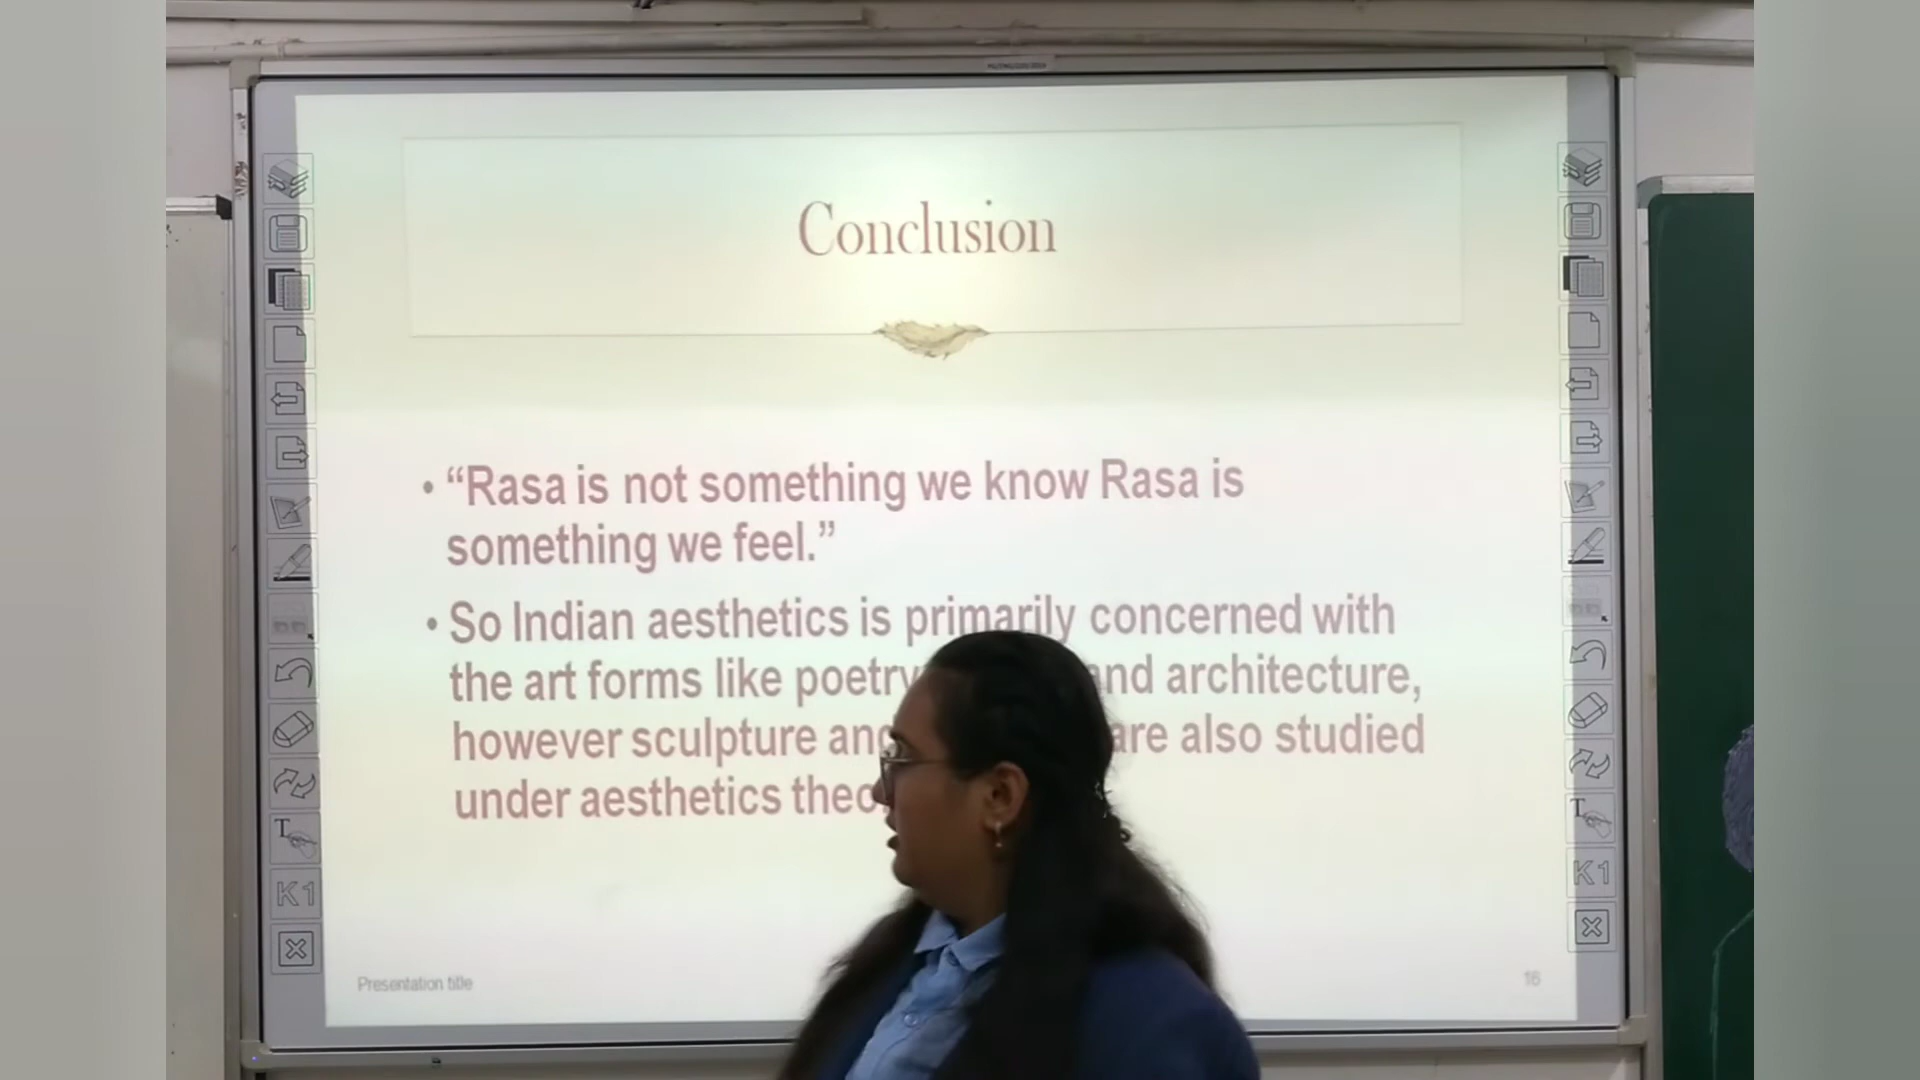 Conclusion
• “Rasa is not something we know Rasa is
something we feel.”
• So Indian aesthetics is primarily concerned with
the art forms like poetry and architecture,
however sculpture are also studied
under aesthetics
Presentation title
16
T
K1
T
K1